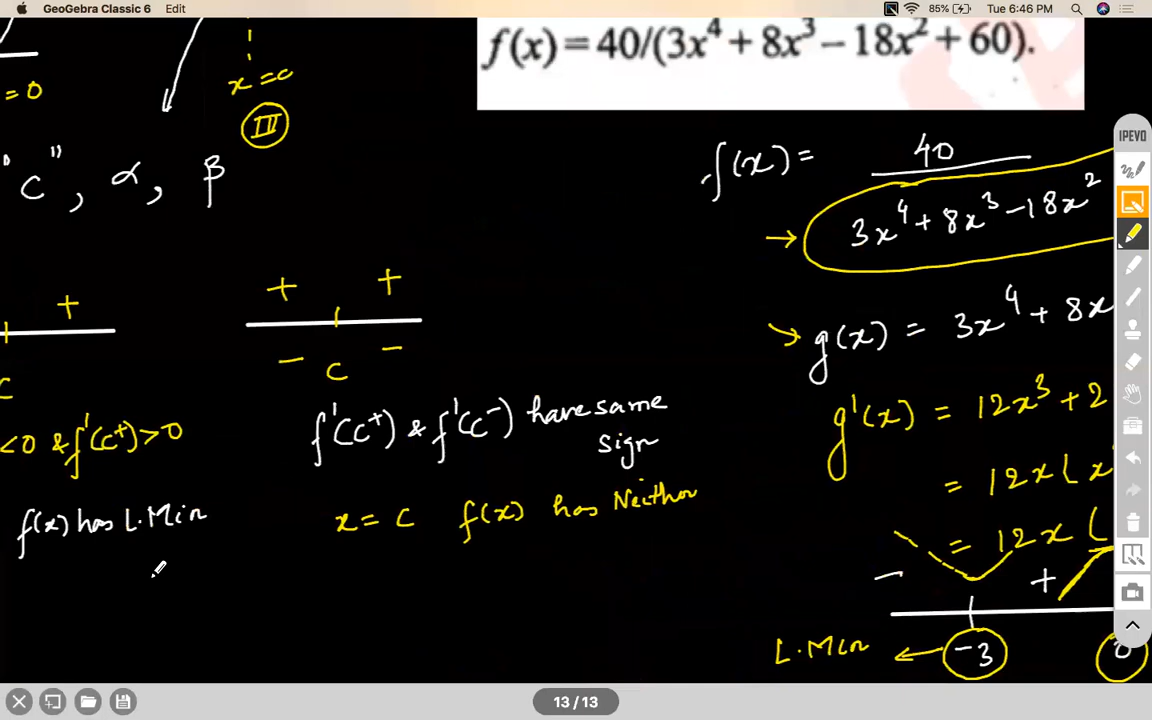 GeoGebra Classic 6 Edit 85% Tue 6:46 PM
f(x) = 40/(3x⁴ + 8x³ – 18x² + 60).
= 0
x = c
III
"c", α, β
f(x) = 40
3x⁴ + 8x³ – 18x²
+ + +
g(x) = 3x⁴ + 8x
– c –
c
g'(x) = 12x³ + 2
<0 & f'(c⁺) > 0
f'(c⁺) & f'(c⁻) have same
sign
= 12x( x
f(x) has L.Min
x = c f(x) has Neither
= 12x (
– +
L.Min ← –3 0
IPEVO
13 / 13